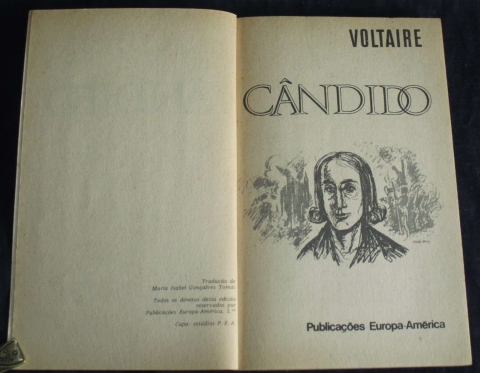 Tradução de
Maria Isabel Gonçalves Tomás
Todos os direitos desta edição
reservados por
Publicações Europa-América, L.da
Capa: estúdios P. E. A.
VOLTAIRE
CÂNDIDO
Publicações Europa-América